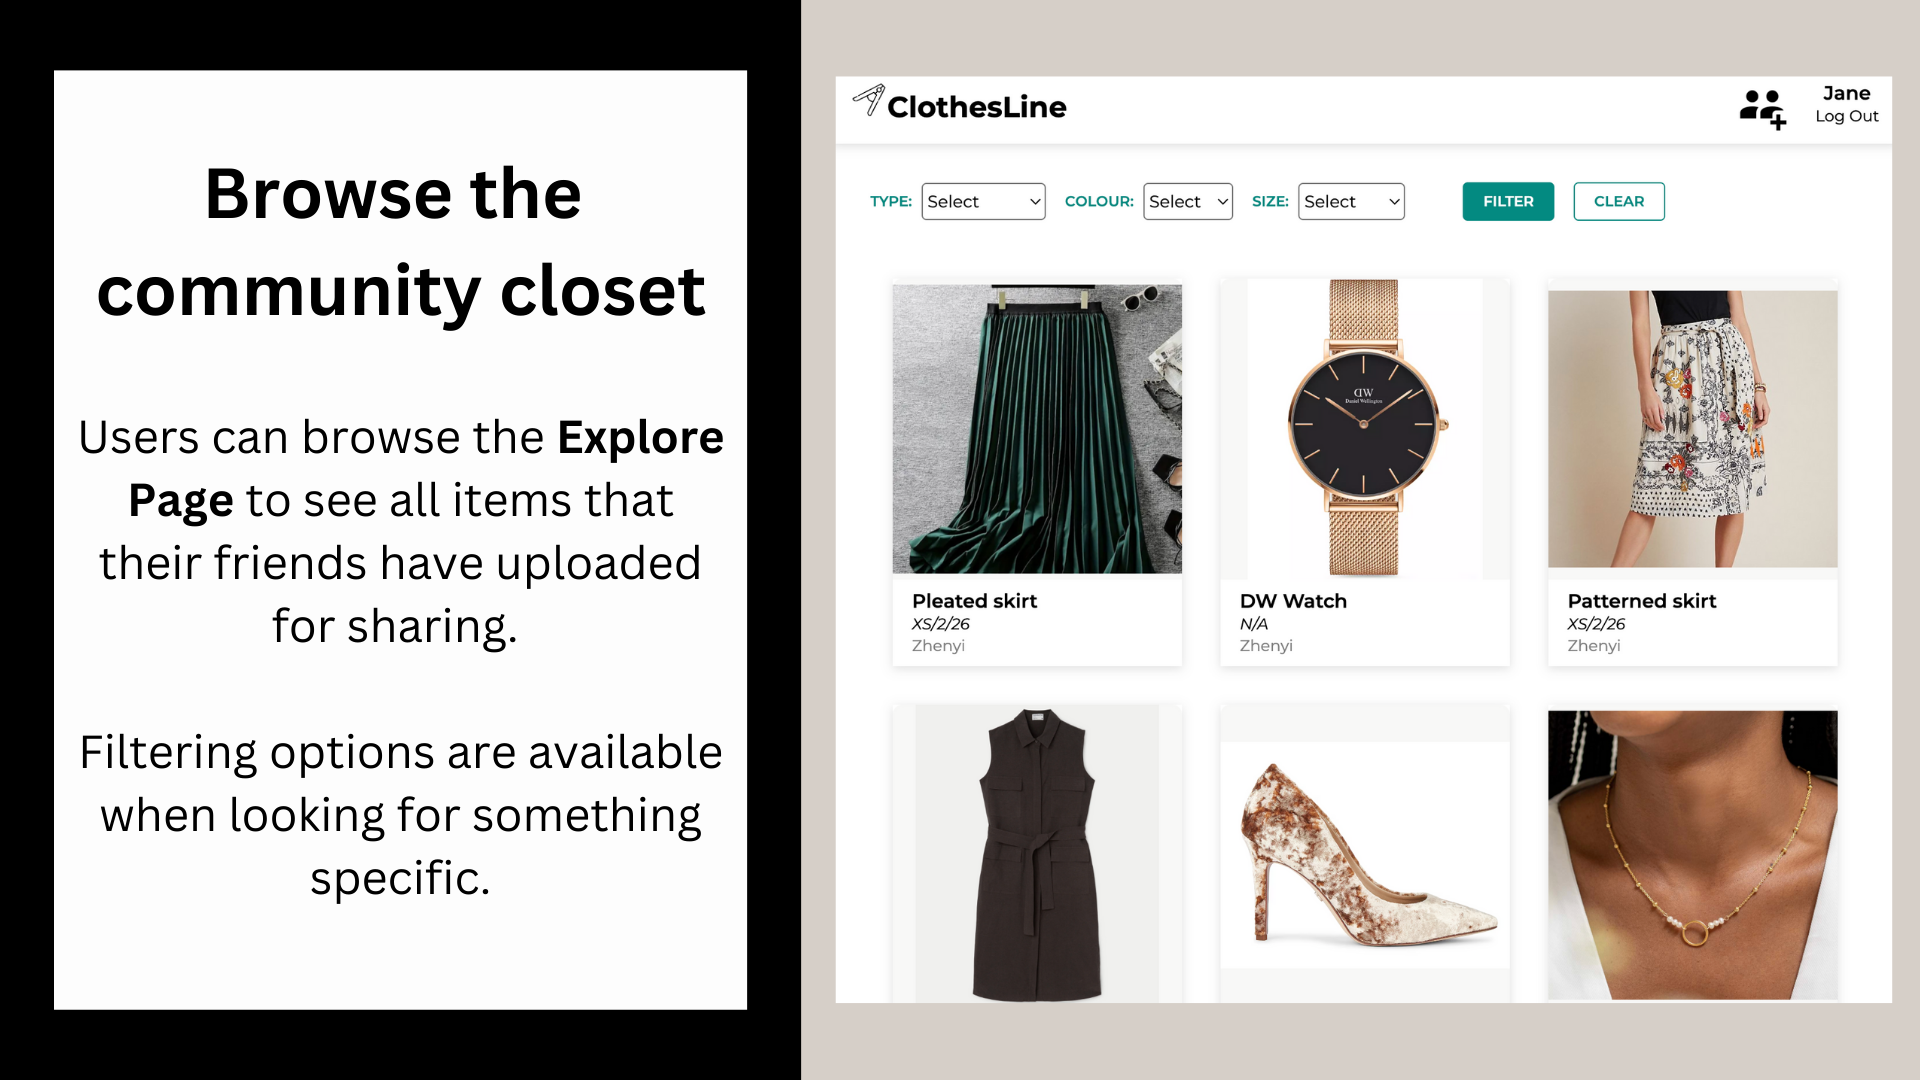 Browse the
community closet
Users can browse the Explore
Page to see all items that
their friends have uploaded
for sharing.
Filtering options are available
when looking for something
specific.
ClothesLine
Jane
Log Out
TYPE: Select COLOUR: Select SIZE: Select FILTER CLEAR
DW
Daniel Wellington
Pleated skirt
XS/2/26
Zhenyi
DW Watch
N/A
Zhenyi
Patterned skirt
XS/2/26
Zhenyi